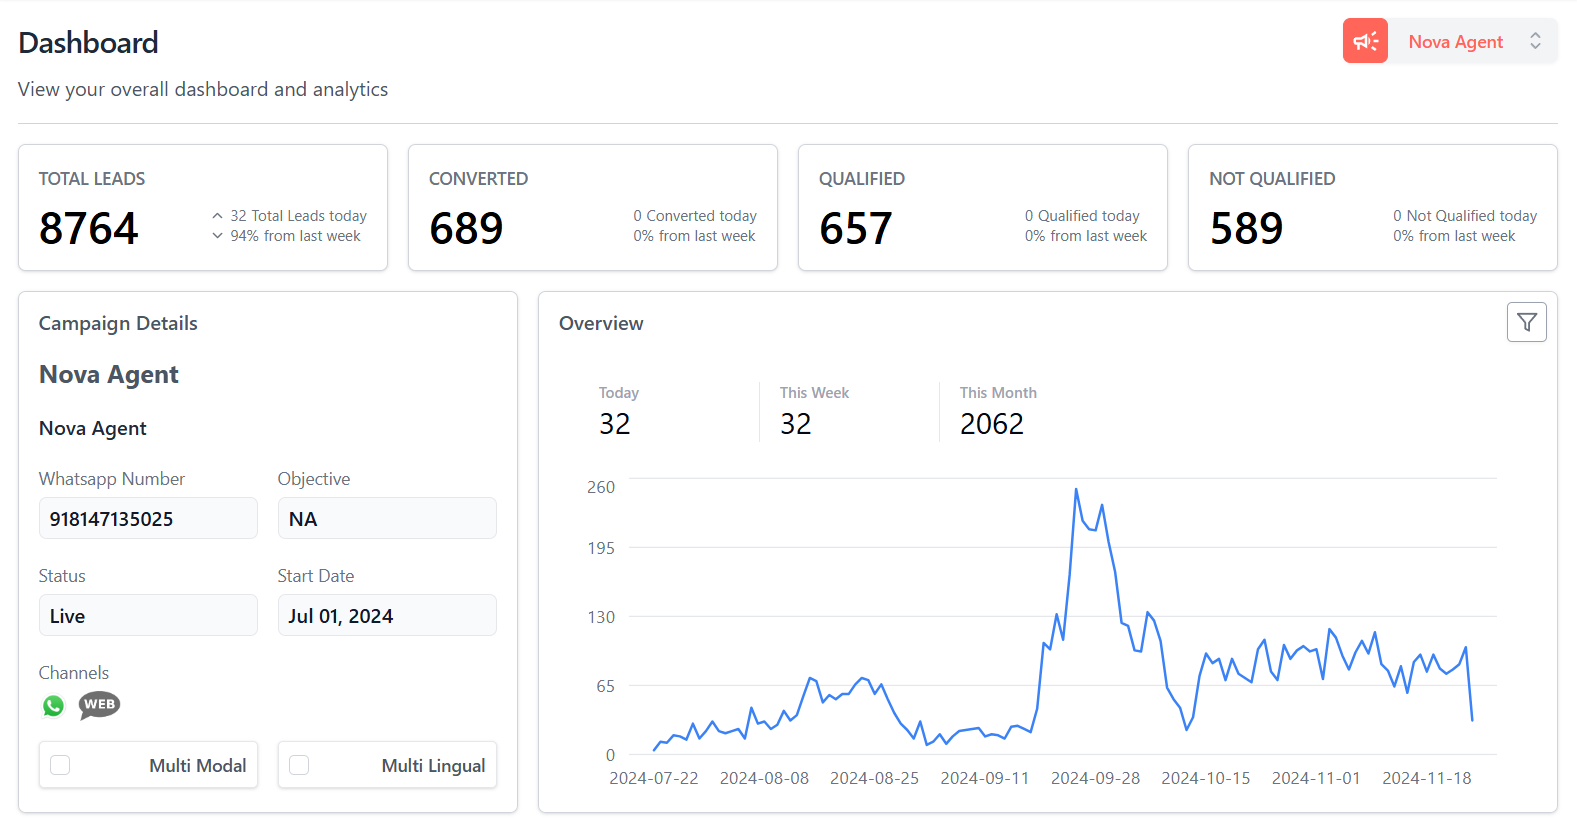 Dashboard
Nova Agent
View your overall dashboard and analytics
TOTAL LEADS
8764
32 Total Leads today
94% from last week
CONVERTED
689
0 Converted today
0% from last week
QUALIFIED
657
0 Qualified today
0% from last week
NOT QUALIFIED
589
0 Not Qualified today
0% from last week
Campaign Details
Nova Agent
Nova Agent
Whatsapp Number
918147135025
Objective
NA
Status
Live
Start Date
Jul 01, 2024
Channels
WEB
Multi Modal
Multi Lingual
Overview
Today
32
This Week
32
This Month
2062
260
195
130
65
0
2024-07-22 2024-08-08 2024-08-25 2024-09-11 2024-09-28 2024-10-15 2024-11-01 2024-11-18